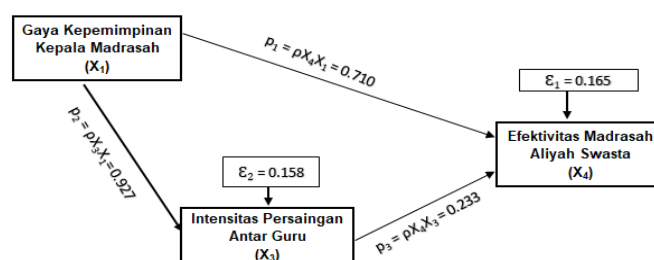 Gaya Kepemimpinan
Kepala Madrasah
(X₁)
p₁ = ρX₄X₁ = 0.710
Ɛ₁ = 0.165
p₂ = ρX₃X₁ = 0.927
Efektivitas Madrasah
Aliyah Swasta
(X₄)
Ɛ₂ = 0.158
Intensitas Persaingan
Antar Guru
(X₃)
p₃ = ρX₄X₃ = 0.233